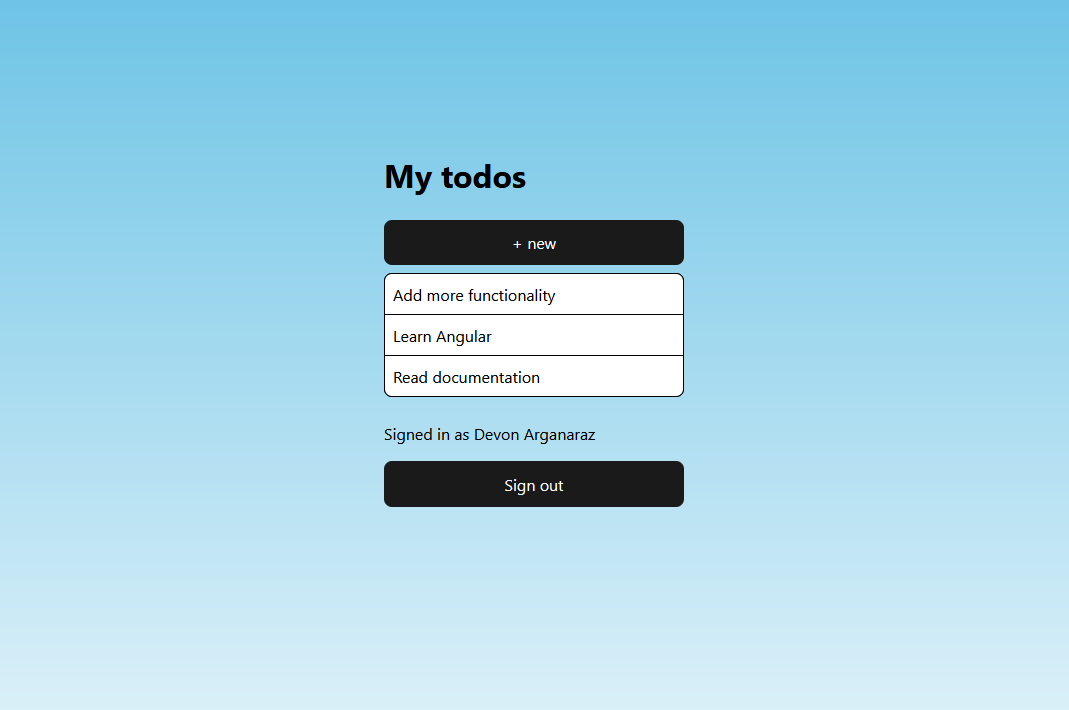 My todos
+ new
Add more functionality
Learn Angular
Read documentation
Signed in as Devon Arganaraz
Sign out